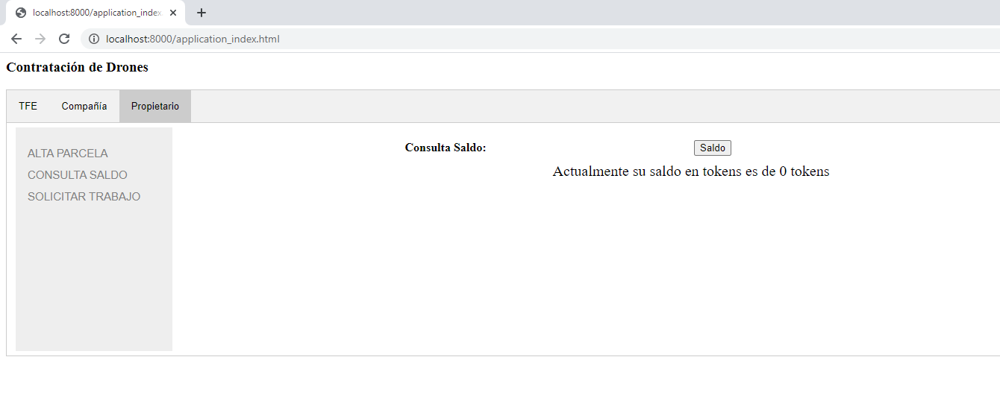 localhost:8000/application_index
localhost:8000/application_index.html
Contratación de Drones
TFE Compañía Propietario
ALTA PARCELA
CONSULTA SALDO
SOLICITAR TRABAJO
Consulta Saldo: Saldo
Actualmente su saldo en tokens es de 0 tokens